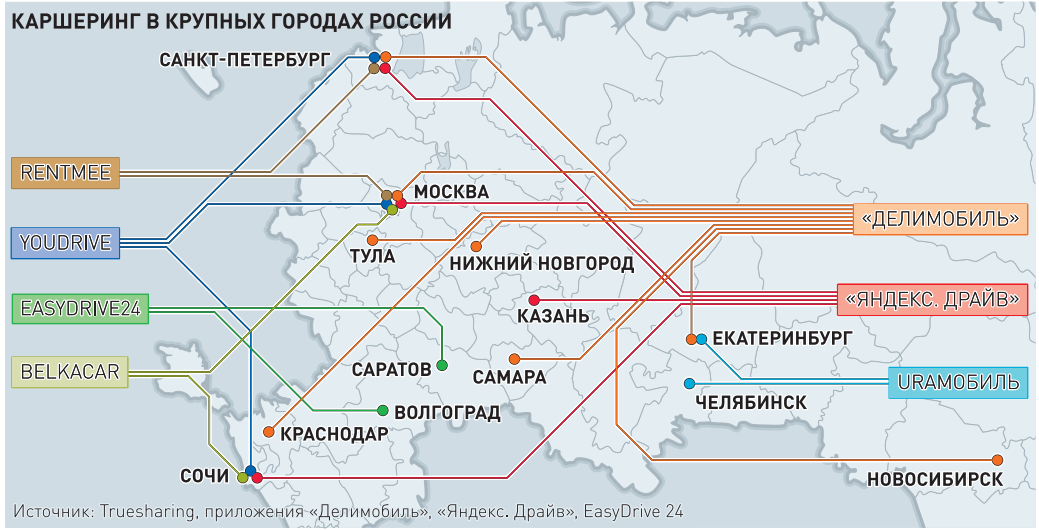 КАРШЕРИНГ В КРУПНЫХ ГОРОДАХ РОССИИ
САНКТ-ПЕТЕРБУРГ
RENTMEE
МОСКВА
«ДЕЛИМОБИЛЬ»
YOUDRIVE
ТУЛА
НИЖНИЙ НОВГОРОД
EASYDRIVE24
КАЗАНЬ
«ЯНДЕКС. ДРАЙВ»
ЕКАТЕРИНБУРГ
BELKACAR
САРАТОВ
САМАРА
URAМОБИЛЬ
ЧЕЛЯБИНСК
ВОЛГОГРАД
КРАСНОДАР
СОЧИ
НОВОСИБИРСК
Источник: Truesharing, приложения «Делимобиль», «Яндекс. Драйв», EasyDrive 24